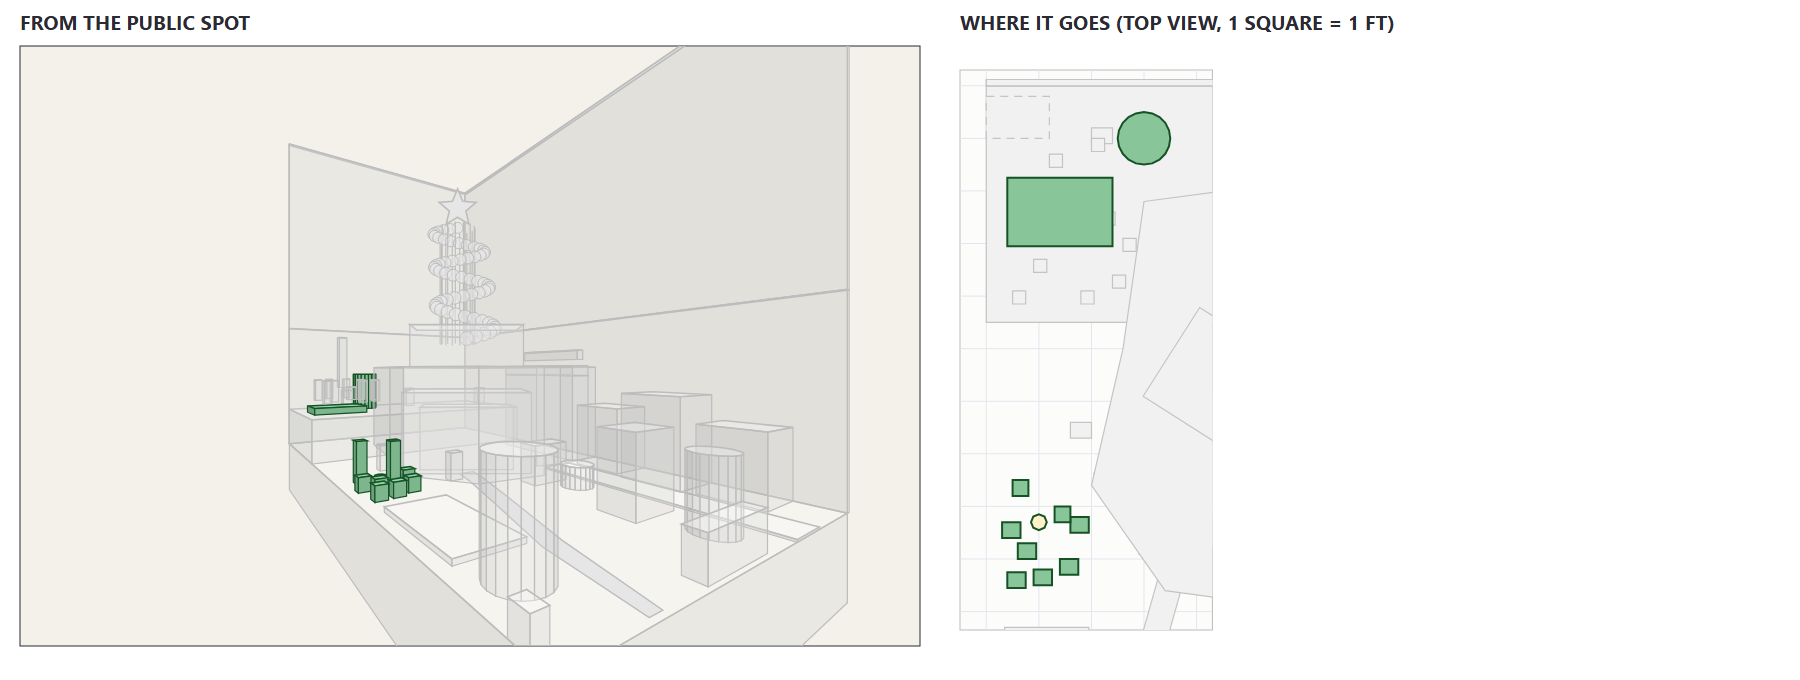 FROM THE PUBLIC SPOT
WHERE IT GOES (TOP VIEW, 1 SQUARE = 1 FT)